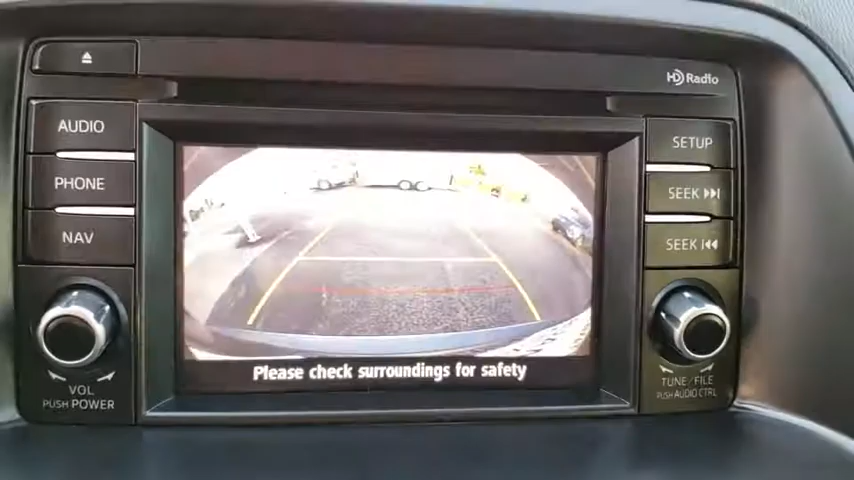 HD Radio
AUDIO
PHONE
NAV
SETUP
SEEK
SEEK
Please check surroundings for safety
VOL
PUSH POWER
TUNE / FILE
PUSH AUDIO CTRL